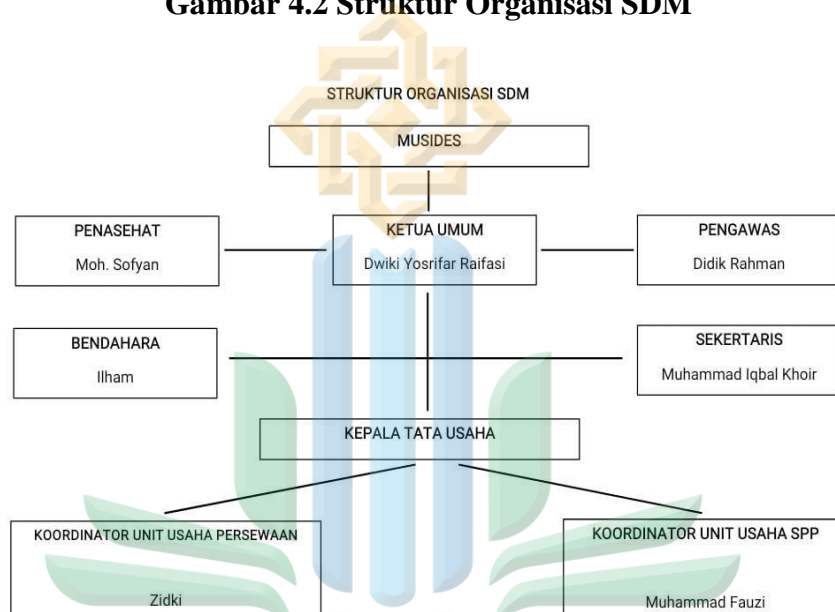 Gambar 4.2 Struktur Organisasi SDM
STRUKTUR ORGANISASI SDM
MUSIDES
PENASEHAT
Moh. Sofyan
KETUA UMUM
Dwiki Yosrifar Raifasi
PENGAWAS
Didik Rahman
BENDAHARA
Ilham
SEKERTARIS
Muhammad Iqbal Khoir
KEPALA TATA USAHA
KOORDINATOR UNIT USAHA PERSEWAAN
Zidki
KOORDINATOR UNIT USAHA SPP
Muhammad Fauzi